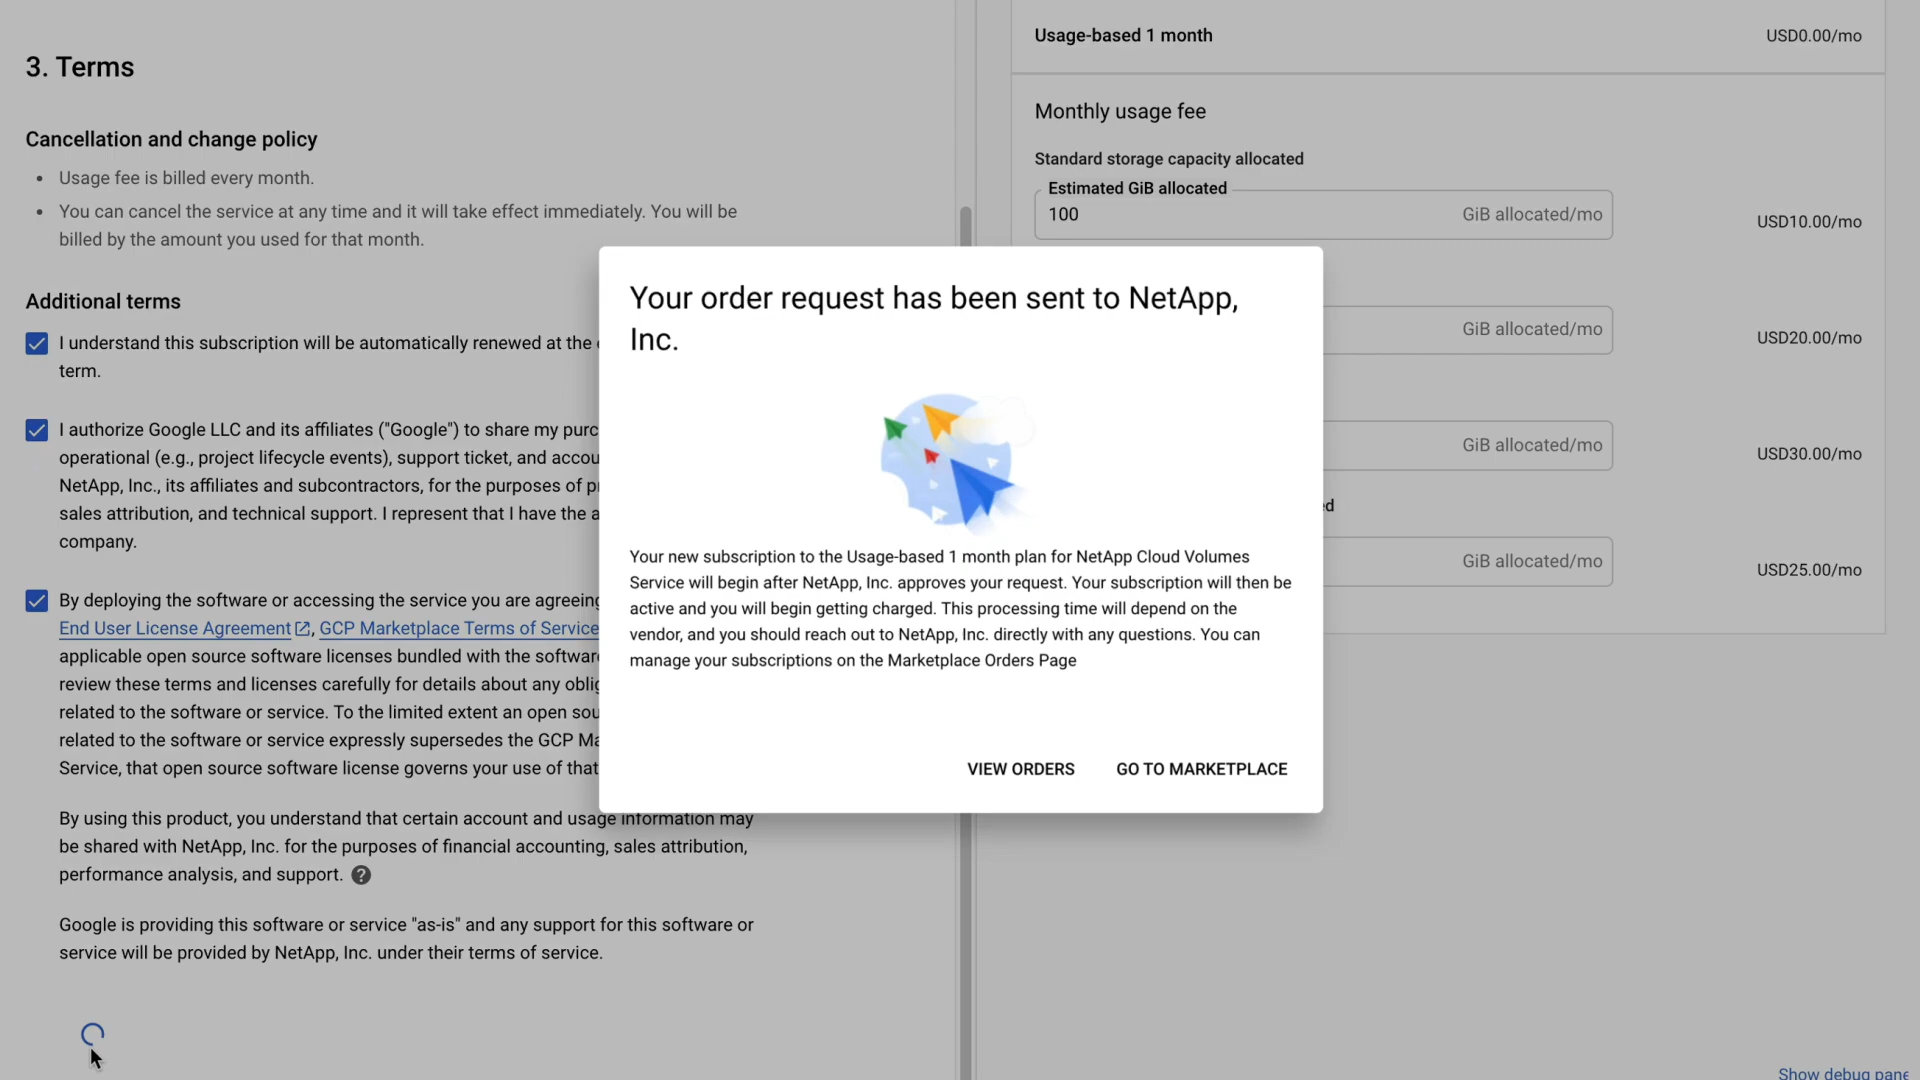 3. Terms
Cancellation and change policy
• Usage fee is billed every month.
• You can cancel the service at any time and it will take effect immediately. You will be
billed by the amount you used for that month.
Additional terms
I understand this subscription will be automatically renewed at the
term.
I authorize Google LLC and its affiliates ("Google") to share my
operational (e.g., project lifecycle events), support ticket, and
NetApp, Inc., its affiliates and subcontractors, for the purposes of
sales attribution, and technical support. I represent that I have the
company.
By deploying the software or accessing the service you are agreeing
End User License Agreement, GCP Marketplace Terms of Service
applicable open source software licenses bundled with the software
review these terms and licenses carefully for details about any
related to the software or service. To the limited extent an open
related to the software or service expressly supersedes the GCP
Service, that open source software license governs your use of that
By using this product, you understand that certain account and usage information may
be shared with NetApp, Inc. for the purposes of financial accounting, sales attribution,
performance analysis, and support. ?
Google is providing this software or service "as-is" and any support for this software or
service will be provided by NetApp, Inc. under their terms of service.
Your order request has been sent to NetApp,
Inc.
Your new subscription to the Usage-based 1 month plan for NetApp Cloud Volumes
Service will begin after NetApp, Inc. approves your request. Your subscription will then be
active and you will begin getting charged. This processing time will depend on the
vendor, and you should reach out to NetApp, Inc. directly with any questions. You can
manage your subscriptions on the Marketplace Orders Page
VIEW ORDERS GO TO MARKETPLACE
Usage-based 1 month USD0.00/mo
Monthly usage fee
Standard storage capacity allocated
Estimated GiB allocated
100 GiB allocated/mo USD10.00/mo
GiB allocated/mo USD20.00/mo
GiB allocated/mo USD30.00/mo
GiB allocated/mo USD25.00/mo
Show debug